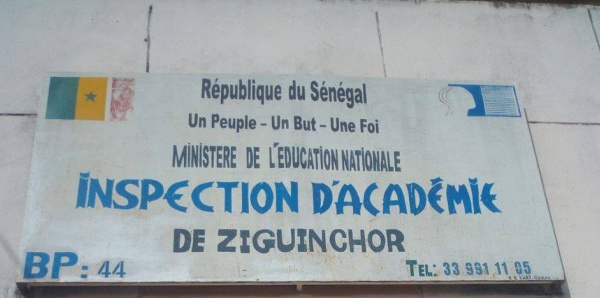 République du Sénégal
Un Peuple - Un But - Une Foi
MINISTERE DE L'EDUCATION NATIONALE
INSPECTION D'ACADÉMIE
DE ZIGUINCHOR
BP: 44
TEL: 33 991 11 05